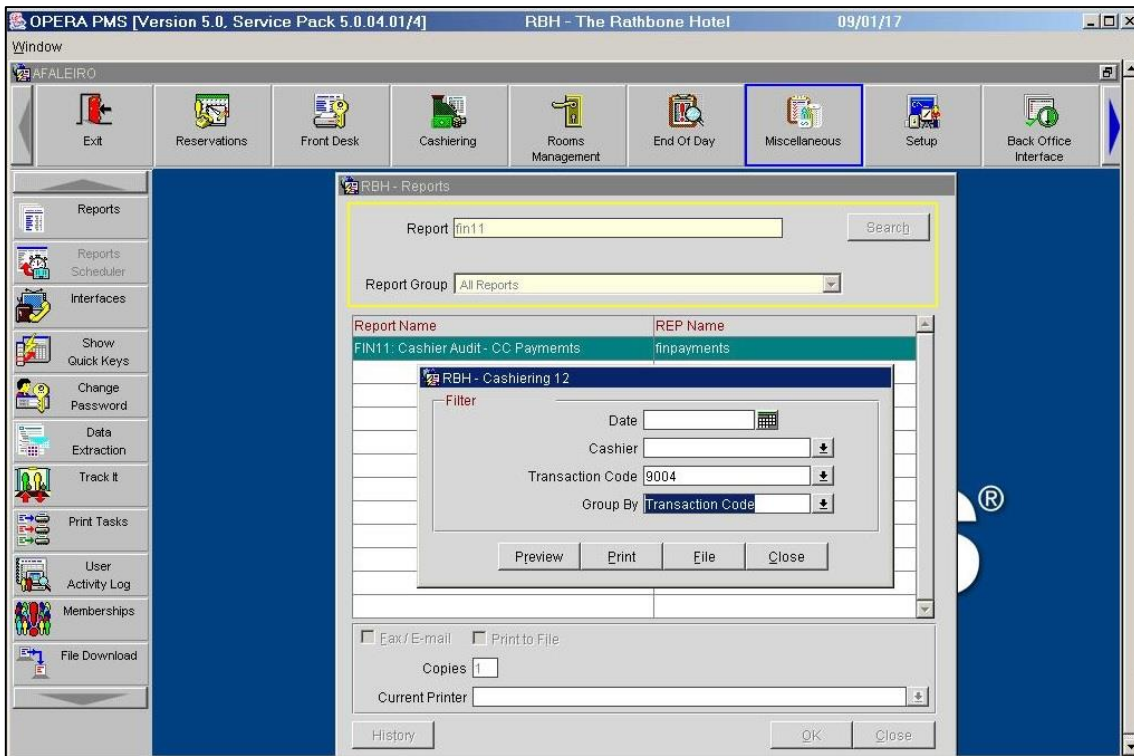 OPERA PMS [Version 5.0, Service Pack 5.0.04.01/4] RBH - The Rathbone Hotel 09/01/17
Window
AFALEIRO
Exit
Reservations
Front Desk
Cashiering
Rooms
Management
End Of Day
Miscellaneous
Setup
Back Office
Interface
Reports
Reports
Scheduler
Interfaces
Show
Quick Keys
Change
Password
Data
Extraction
Track It
Print Tasks
User
Activity Log
Memberships
File Download
RBH - Reports
Report fin11 Search
Report Group All Reports
Report Name REP Name
FIN11: Cashier Audit - CC Paymemts finpayments
RBH - Cashiering 12
Filter
Date
Cashier
Transaction Code 9004
Group By Transaction Code
Preview Print File Close
S®
Fax / E-mail Print to File
Copies 1
Current Printer
History OK Close